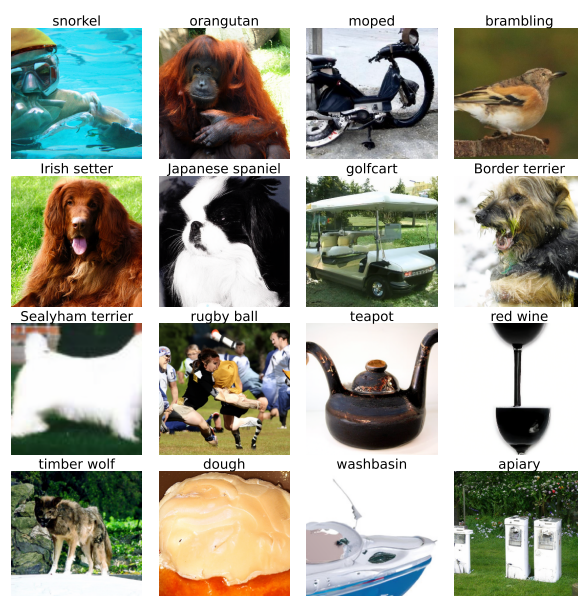 snorkel
orangutan
moped
brambling
Irish setter
Japanese spaniel
golfcart
Border terrier
Sealyham terrier
rugby ball
teapot
red wine
timber wolf
dough
washbasin
apiary